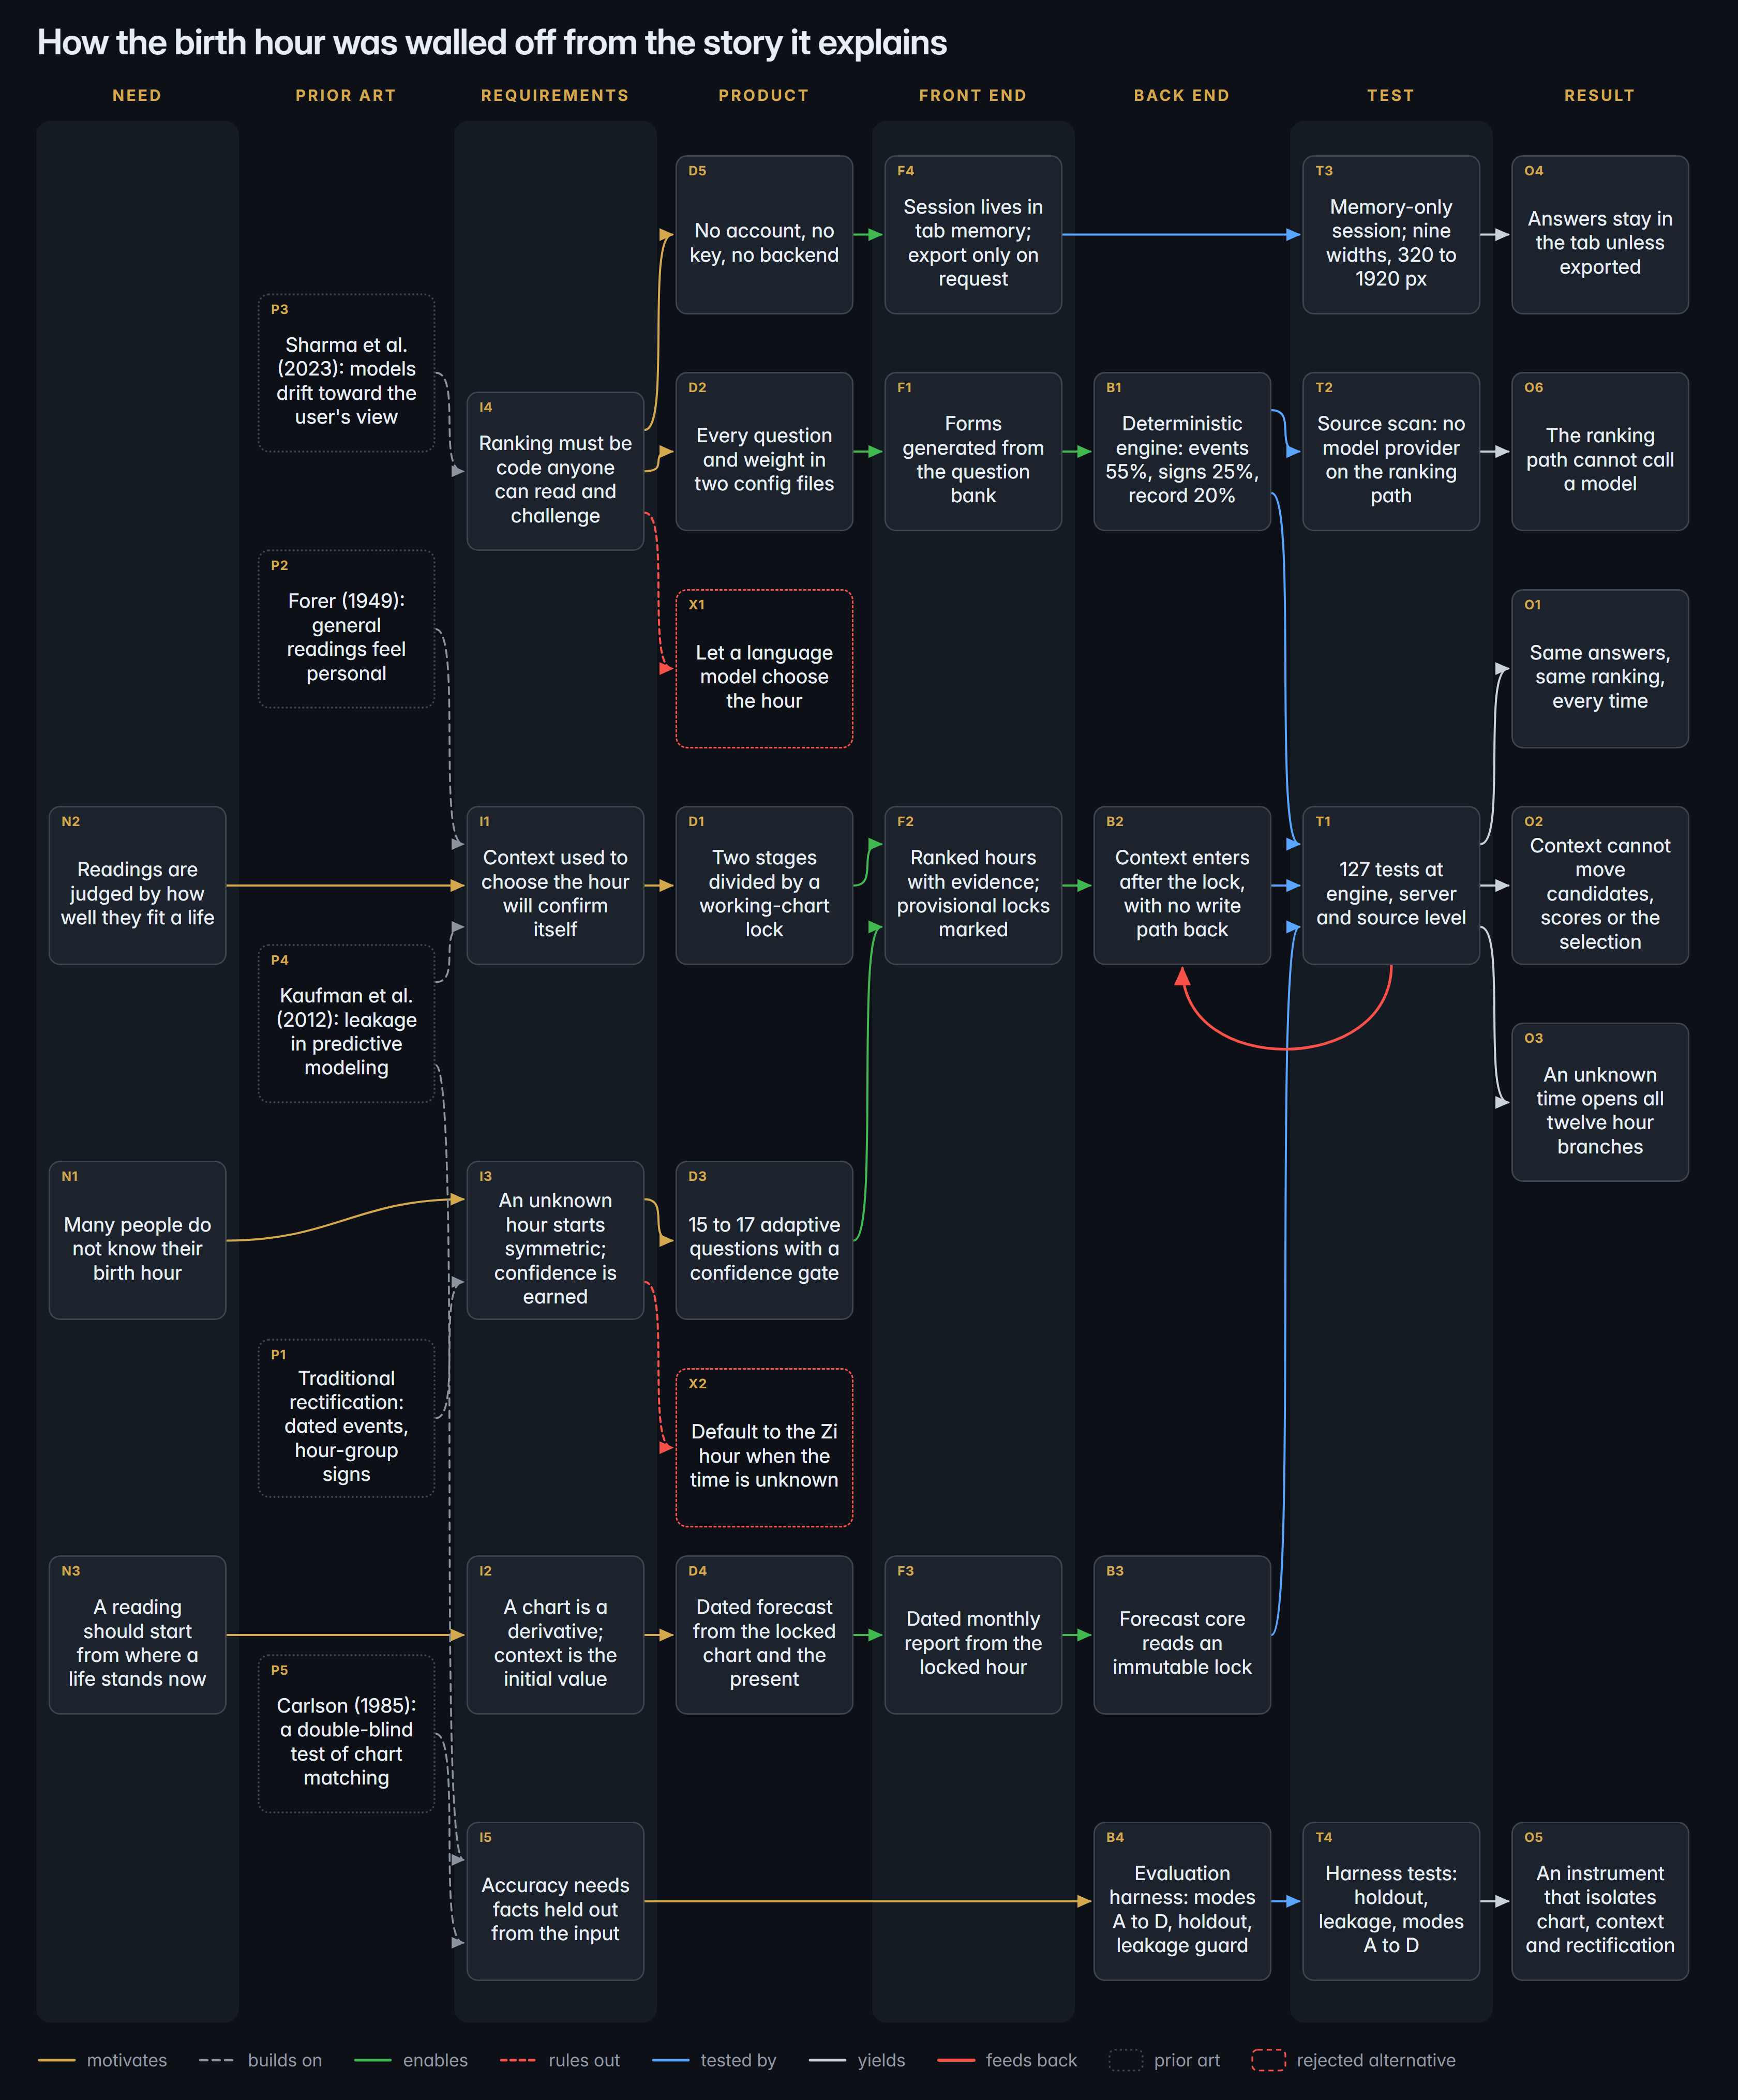 How the birth hour was walled off from the story it explains
NEED
PRIOR ART
REQUIREMENTS
PRODUCT
FRONT END
BACK END
TEST
RESULT
D5
No account, no
key, no backend
F4
Session lives in
tab memory;
export only on
request
T3
Memory-only
session; nine
widths, 320 to
1920 px
O4
Answers stay in
the tab unless
exported
P3
Sharma et al.
(2023): models
drift toward the
user's view
I4
Ranking must be
code anyone
can read and
challenge
D2
Every question
and weight in
two config files
F1
Forms
generated from
the question
bank
B1
Deterministic
engine: events
55%, signs 25%,
record 20%
T2
Source scan: no
model provider
on the ranking
path
O6
The ranking
path cannot call
a model
P2
Forer (1949):
general
readings feel
personal
X1
Let a language
model choose
the hour
O1
Same answers,
same ranking,
every time
N2
Readings are
judged by how
well they fit a life
I1
Context used to
choose the hour
will confirm
itself
D1
Two stages
divided by a
working-chart
lock
F2
Ranked hours
with evidence;
provisional locks
marked
B2
Context enters
after the lock,
with no write
path back
T1
127 tests at
engine, server
and source level
O2
Context cannot
move
candidates,
scores or the
selection
P4
Kaufman et al.
(2012): leakage
in predictive
modeling
O3
An unknown
time opens all
twelve hour
branches
N1
Many people do
not know their
birth hour
I3
An unknown
hour starts
symmetric;
confidence is
earned
D3
15 to 17 adaptive
questions with a
confidence gate
P1
Traditional
rectification:
dated events,
hour-group
signs
X2
Default to the Zi
hour when the
time is unknown
N3
A reading
should start
from where a
life stands now
I2
A chart is a
derivative;
context is the
initial value
D4
Dated forecast
from the locked
chart and the
present
F3
Dated monthly
report from the
locked hour
B3
Forecast core
reads an
immutable lock
P5
Carlson (1985):
a double-blind
test of chart
matching
I5
Accuracy needs
facts held out
from the input
B4
Evaluation
harness: modes
A to D, holdout,
leakage guard
T4
Harness tests:
holdout,
leakage, modes
A to D
O5
An instrument
that isolates
chart, context
and rectification
motivates
builds on
enables
rules out
tested by
yields
feeds back
prior art
rejected alternative